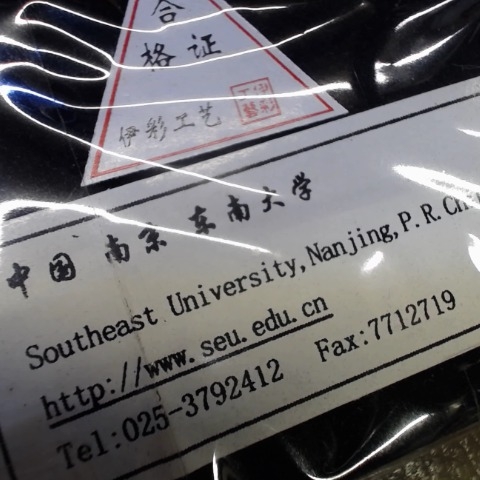 合
格证
伊彩工艺
中国 南京 东南大学
Southeast University, Nanjing, P. R. Ch
http://www.seu.edu.cn
Tel:025-3792412 Fax:7712719